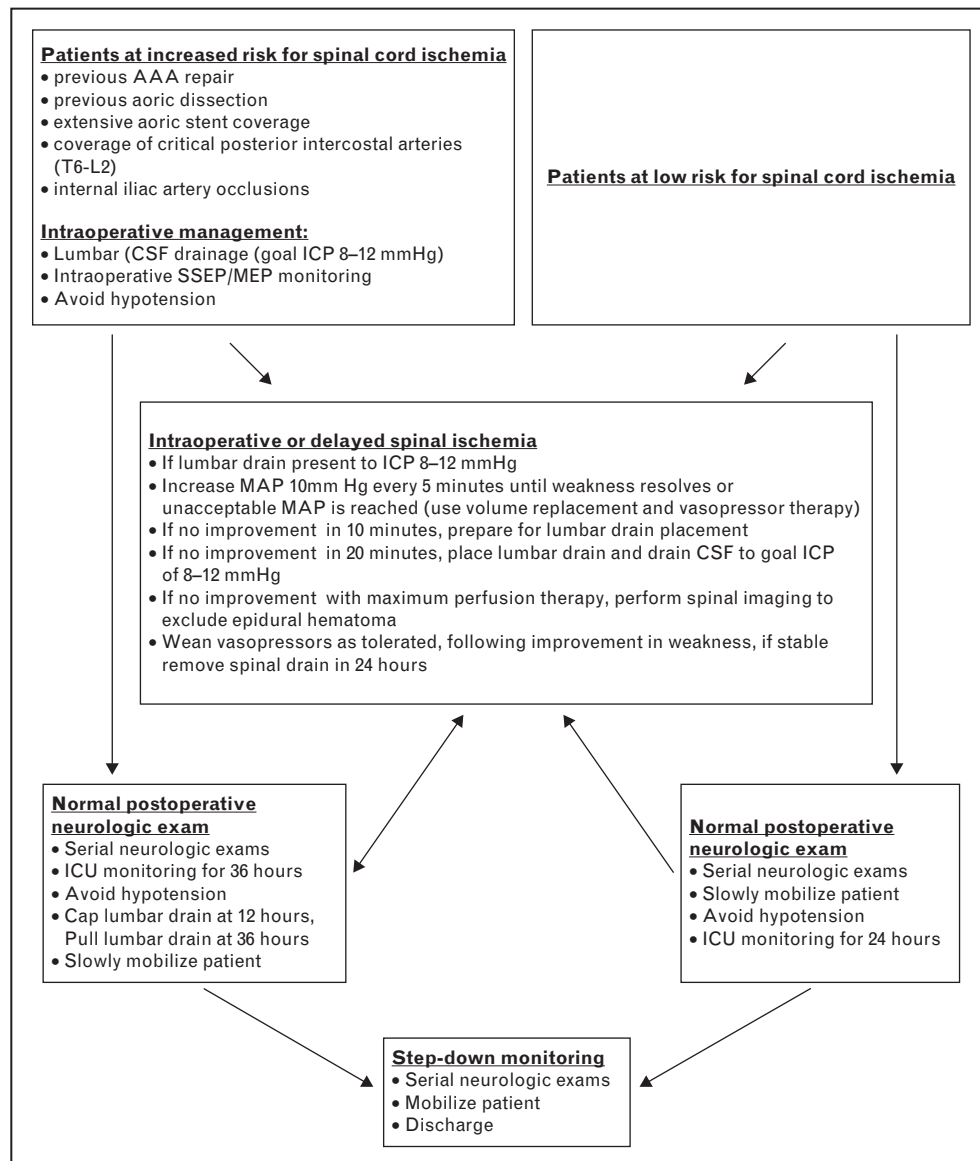 Patients at increased risk for spinal cord ischemia
• previous AAA repair
• previous aoric dissection
• extensive aoric stent coverage
• coverage of critical posterior intercostal arteries
(T6-L2)
• internal iliac artery occlusions
Intraoperative management:
• Lumbar (CSF drainage (goal ICP 8–12 mmHg)
• Intraoperative SSEP/MEP monitoring
• Avoid hypotension
Patients at low risk for spinal cord ischemia
Intraoperative or delayed spinal ischemia
• If lumbar drain present to ICP 8–12 mmHg
• Increase MAP 10mm Hg every 5 minutes until weakness resolves or
unacceptable MAP is reached (use volume replacement and vasopressor therapy)
• If no improvement in 10 minutes, prepare for lumbar drain placement
• If no improvement in 20 minutes, place lumbar drain and drain CSF to goal ICP
of 8–12 mmHg
• If no improvement with maximum perfusion therapy, perform spinal imaging to
exclude epidural hematoma
• Wean vasopressors as tolerated, following improvement in weakness, if stable
remove spinal drain in 24 hours
Normal postoperative
neurologic exam
• Serial neurologic exams
• ICU monitoring for 36 hours
• Avoid hypotension
• Cap lumbar drain at 12 hours,
Pull lumbar drain at 36 hours
• Slowly mobilize patient
Normal postoperative
neurologic exam
• Serial neurologic exams
• Slowly mobilize patient
• Avoid hypotension
• ICU monitoring for 24 hours
Step-down monitoring
• Serial neurologic exams
• Mobilize patient
• Discharge